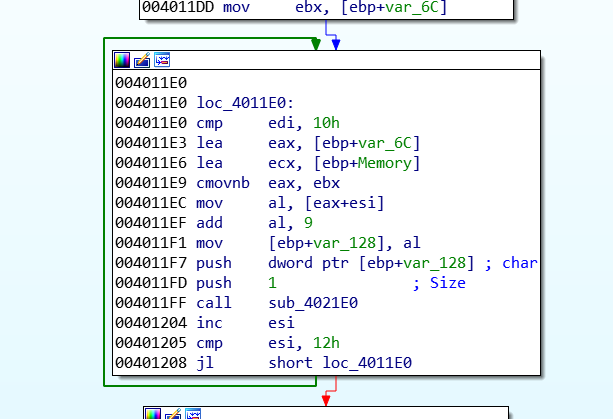 004011DD mov ebx, [ebp+var_6C]
004011E0
004011E0 loc_4011E0:
004011E0 cmp edi, 10h
004011E3 lea eax, [ebp+var_6C]
004011E6 lea ecx, [ebp+Memory]
004011E9 cmovnb eax, ebx
004011EC mov al, [eax+esi]
004011EF add al, 9
004011F1 mov [ebp+var_128], al
004011F7 push dword ptr [ebp+var_128] ; char
004011FD push 1 ; Size
004011FF call sub_4021E0
00401204 inc esi
00401205 cmp esi, 12h
00401208 jl short loc_4011E0